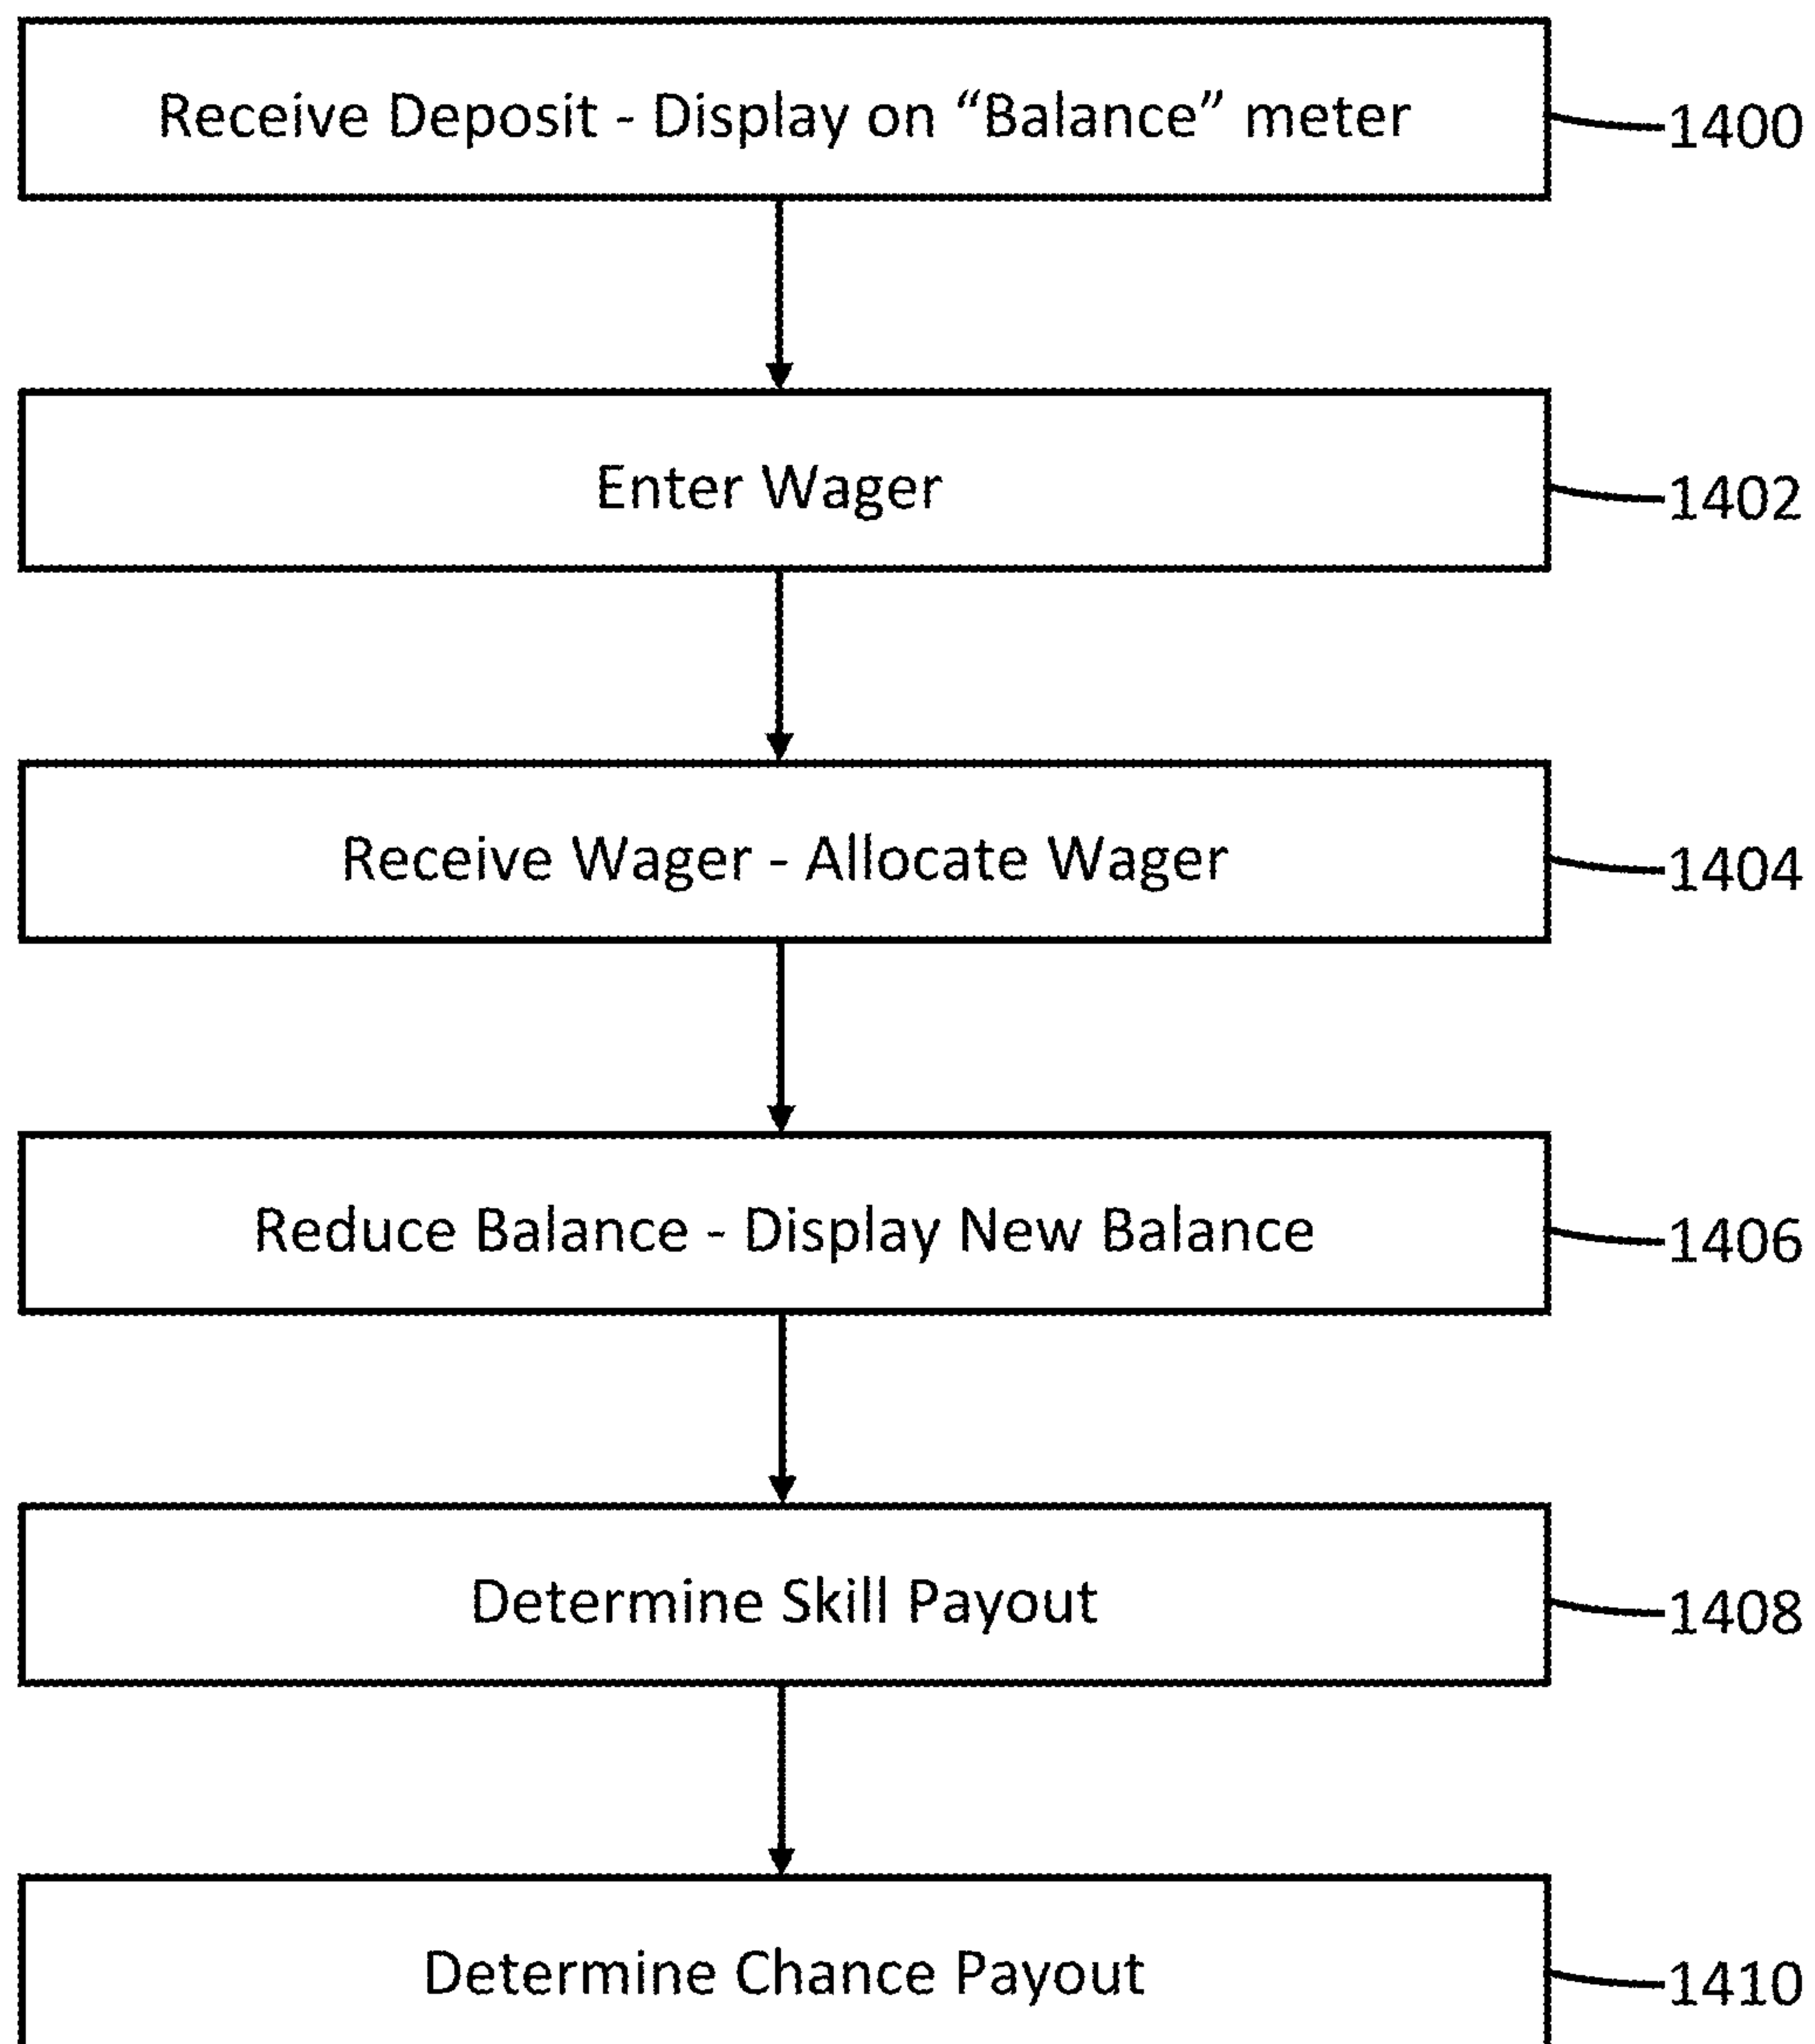 Receive Deposit - Display on “Balance” meter
1400
Enter Wager
1402
Receive Wager - Allocate Wager
1404
Reduce Balance - Display New Balance
1406
Determine Skill Payout
1408
Determine Chance Payout
1410